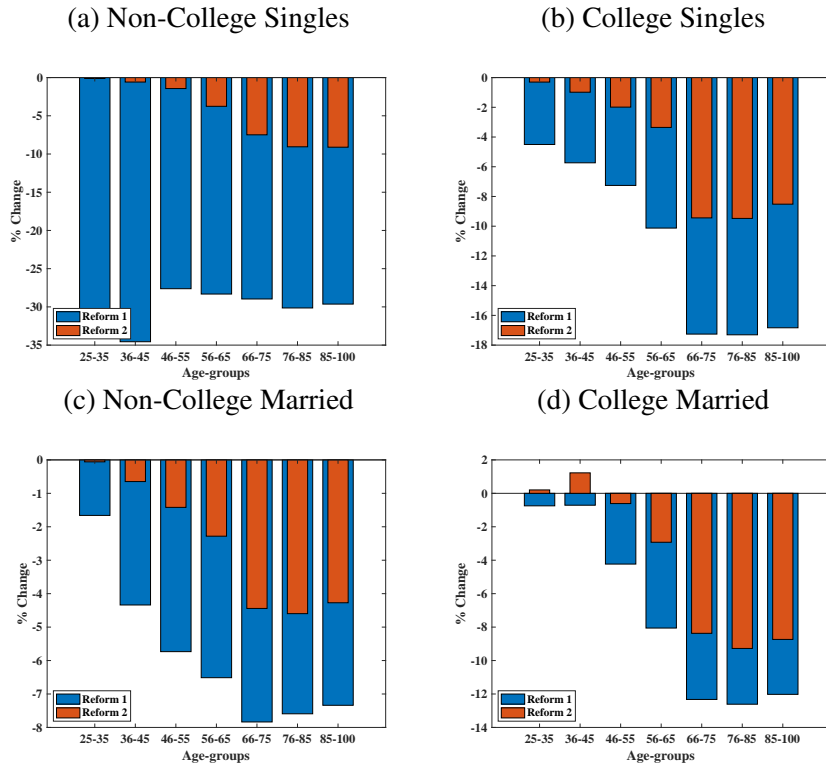 (a) Non-College Singles
0
-5
-10
-15
-20
-25
-30
-35
% Change
Reform 1
Reform 2
25-35 36-45 46-55 56-65 66-75 76-85 85-100
Age-groups
(b) College Singles
0
-2
-4
-6
-8
-10
-12
-14
-16
-18
% Change
Reform 1
Reform 2
25-35 36-45 46-55 56-65 66-75 76-85 85-100
Age-groups
(c) Non-College Married
0
-1
-2
-3
-4
-5
-6
-7
-8
% Change
Reform 1
Reform 2
25-35 36-45 46-55 56-65 66-75 76-85 85-100
Age-groups
(d) College Married
2
0
-2
-4
-6
-8
-10
-12
-14
% Change
Reform 1
Reform 2
25-35 36-45 46-55 56-65 66-75 76-85 85-100
Age-groups